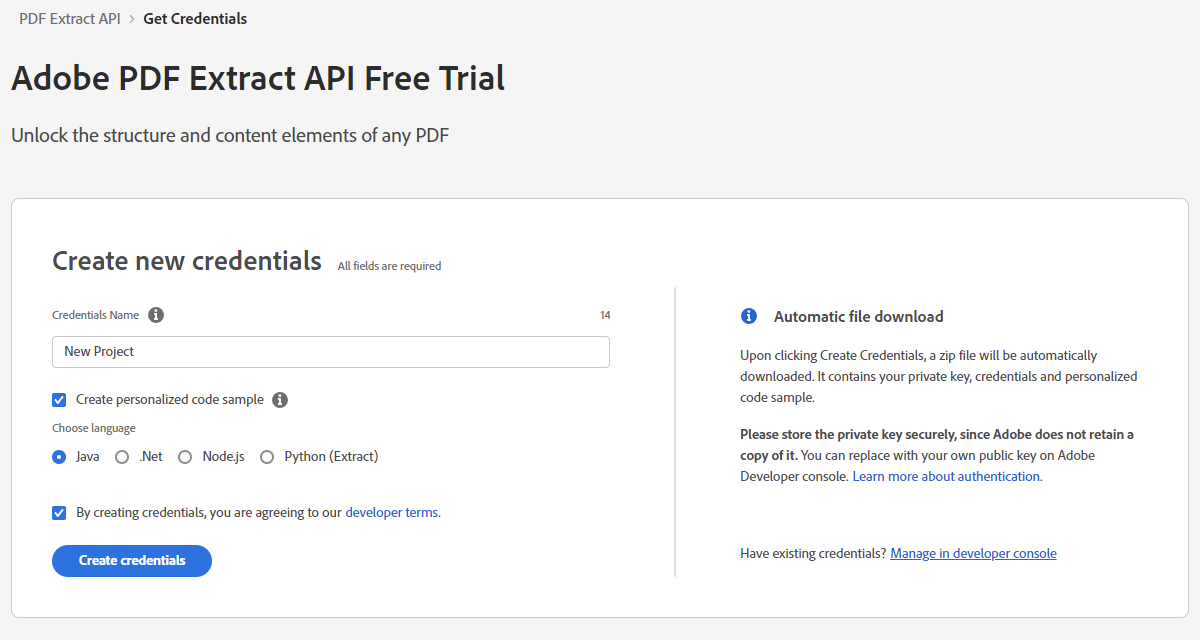 PDF Extract API > Get Credentials
Adobe PDF Extract API Free Trial
Unlock the structure and content elements of any PDF
Create new credentials All fields are required
Credentials Name 14
New Project
Create personalized code sample
Choose language
Java .Net Node.js Python (Extract)
By creating credentials, you are agreeing to our developer terms.
Create credentials
Automatic file download
Upon clicking Create Credentials, a zip file will be automatically
downloaded. It contains your private key, credentials and personalized
code sample.
Please store the private key securely, since Adobe does not retain a
copy of it. You can replace with your own public key on Adobe
Developer console. Learn more about authentication.
Have existing credentials? Manage in developer console